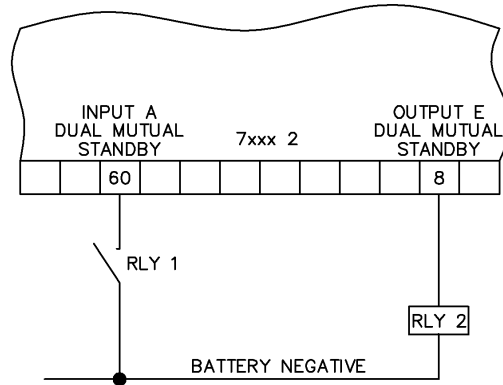 INPUT A
DUAL MUTUAL
STANDBY
7xxx 2
OUTPUT E
DUAL MUTUAL
STANDBY
60
8
RLY 1
RLY 2
BATTERY NEGATIVE